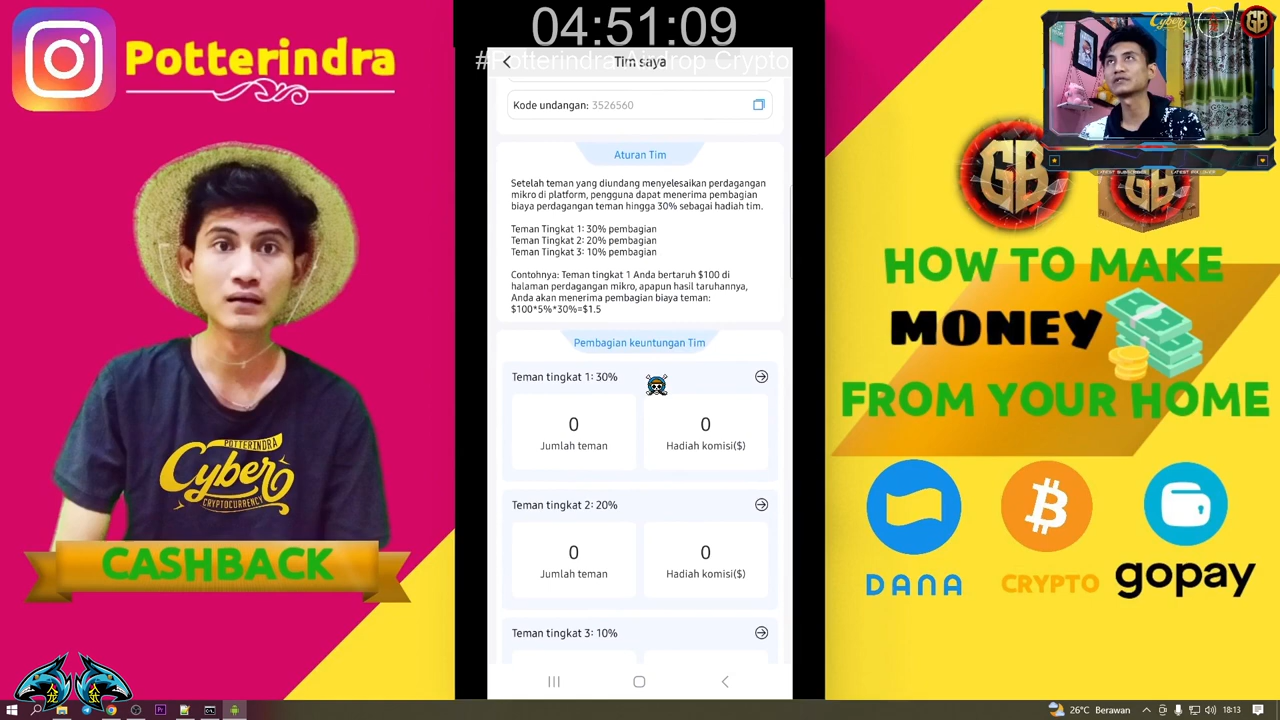 Potterindra
04:51:09
#Potterindra Airdrop Crypto
Tim saya
Kode undangan: 3526560
Aturan Tim
Setelah teman yang diundang menyelesaikan perdagangan
mikro di platform, pengguna dapat menerima pembagian
biaya perdagangan teman hingga 30% sebagai hadiah tim.
Teman Tingkat 1: 30% pembagian
Teman Tingkat 2: 20% pembagian
Teman Tingkat 3: 10% pembagian
Contohnya: Teman tingkat 1 Anda bertaruh $100 di
halaman perdagangan mikro, apapun hasil taruhannya,
Anda akan menerima pembagian biaya teman:
$100*5%*30%=$1.5
Pembagian keuntungan Tim
Teman tingkat 1: 30%
0 0
Jumlah teman Hadiah komisi($)
Teman tingkat 2: 20%
0 0
Jumlah teman Hadiah komisi($)
Teman tingkat 3: 10%
POTTERINDRA
Cyber
CRYPTOCURRENCY
CASHBACK
Cyber
GB
LATEST SUBSCRIBER
LATEST FOLLOWER
GB
GB
HOW TO MAKE
MONEY
FROM YOUR HOME
DANA
CRYPTO
gopay
26°C Berawan
18:13